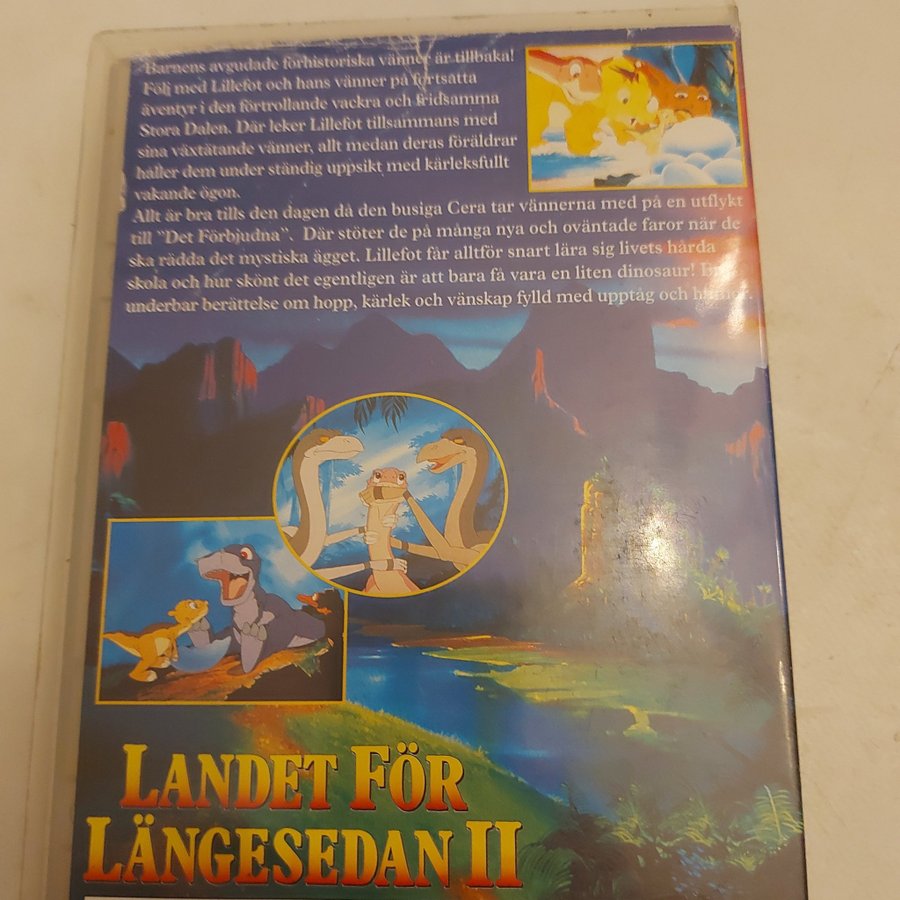 Barnens avgudade förhistoriska vänner är tillbaka!
Följ med Lillefot och hans vänner på fortsatta
äventyr i den förtrollande vackra och fridsamma
Stora Dalen. Där leker Lillefot tillsammans med
sina växtätande vänner, allt medan deras föräldrar
håller dem under ständig uppsikt med kärleksfullt
vakande ögon.
Allt är bra tills den dagen då den busiga Cera tar vännerna med på en utflykt
till ”Det Förbjudna”. Där stöter de på många nya och oväntade faror när de
ska rädda det mystiska ägget. Lillefot får alltför snart lära sig livets hårda
skola och hur skönt det egentligen är att bara få vara en liten dinosaur!
underbar berättelse om hopp, kärlek och vänskap fylld med upptåg och
LANDET FÖR
LÄNGESEDAN II